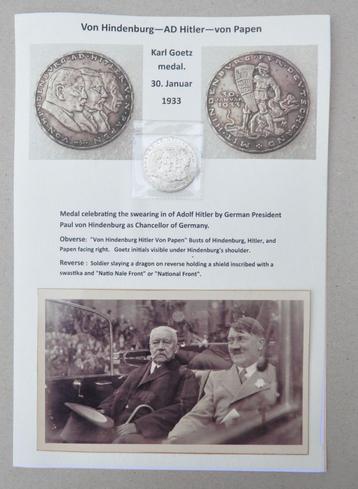 Von Hindenburg—AD Hitler—von Papen
Karl Goetz
medal.
30. Januar
1933
Medal celebrating the swearing in of Adolf Hitler by German President
Paul von Hindenburg as Chancellor of Germany.
Obverse: "Von Hindenburg Hitler Von Papen" Busts of Hindenburg, Hitler, and
Papen facing right. Goetz initials visible under Hindenburg's shoulder.
Reverse : Soldier slaying a dragon on reverse holding a shield inscribed with a
swastika and "Natio Nale Front" or "National Front".